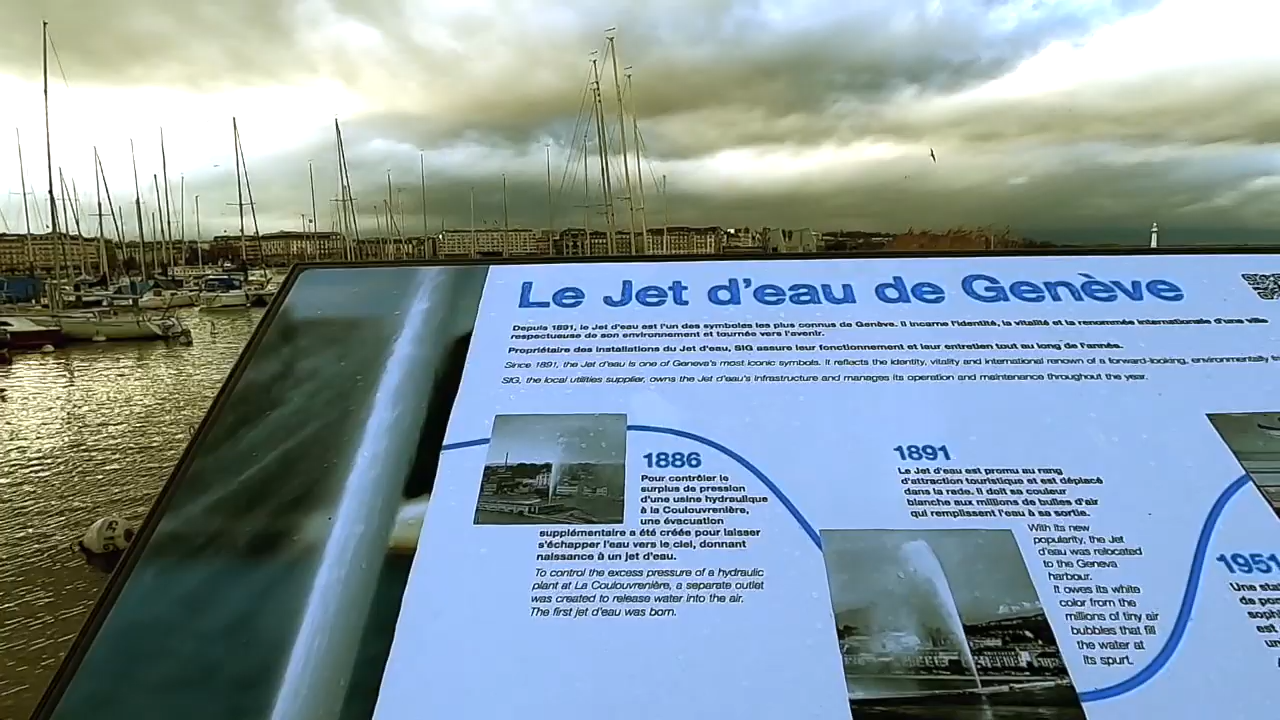 Le Jet d'eau de Genève
Depuis 1891, le Jet d'eau est l'un des symboles les plus connus de Genève. Il incarne l'identité, la vitalité et la renommée internationale d'une ville
respectueuse de son environnement et tournée vers l'avenir.
Propriétaire des installations du Jet d'eau, SIG assure leur fonctionnement et leur entretien tout au long de l'année.
Since 1891, the Jet d'eau is one of Geneva's most iconic symbols. It reflects the identity, vitality and international renown of a forward-looking, environmentally
SIG, the local utilities supplier, owns the Jet d'eau's infrastructure and manages its operation and maintenance throughout the year.
1886
Pour contrôler le
surplus de pression
d'une usine hydraulique
à la Coulouvrenière,
une évacuation
supplémentaire a été créée pour laisser
s'échapper l'eau vers le ciel, donnant
naissance à un jet d'eau.
To control the excess pressure of a hydraulic
plant at La Coulouvrenière, a separate outlet
was created to release water into the air.
The first jet d'eau was born.
1891
Le Jet d'eau est promu au rang
d'attraction touristique et est déplacé
dans la rade. Il doit sa couleur
blanche aux millions de bulles d'air
qui remplissent l'eau à sa sortie.
With its new
popularity, the Jet
d'eau was relocated
to the Geneva
harbour.
It owes its white
color from the
millions of tiny air
bubbles that fill
the water at
its spurt.
1951
Une
de
est